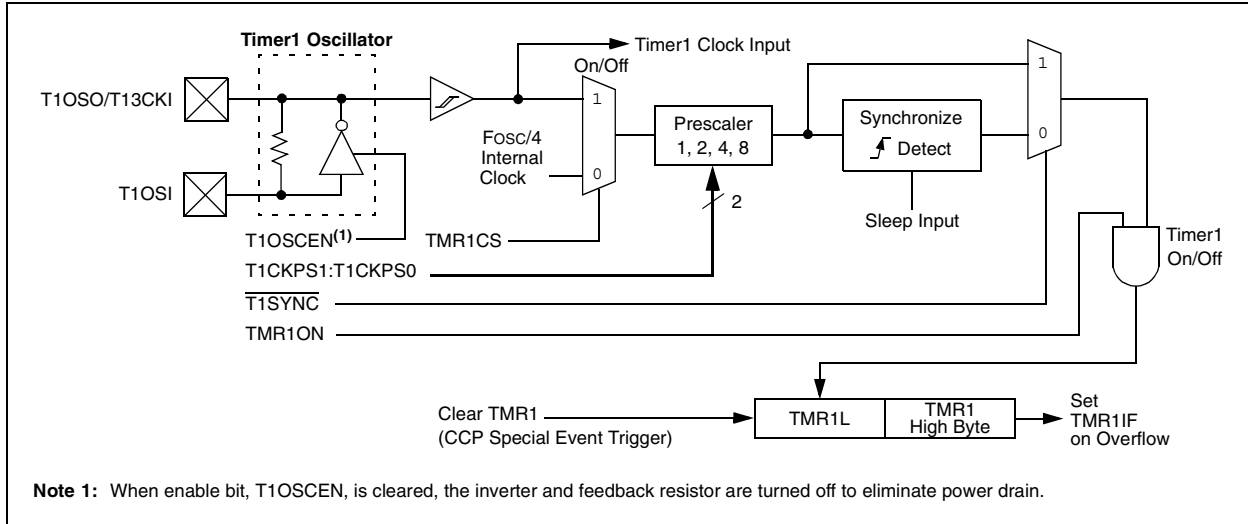 Timer1 Oscillator
Timer1 Clock Input
On/Off
1
T1OSO/T13CKI
1
Prescaler
1, 2, 4, 8
Synchronize
Detect
0
FOSC/4
Internal
Clock
0
T1OSI
2
Sleep Input
T1OSCEN(1)
TMR1CS
Timer1
On/Off
T1CKPS1:T1CKPS0
T1SYNC
TMR1ON
Clear TMR1
(CCP Special Event Trigger)
TMR1L
TMR1
High Byte
Set
TMR1IF
on Overflow
Note 1: When enable bit, T1OSCEN, is cleared, the inverter and feedback resistor are turned off to eliminate power drain.